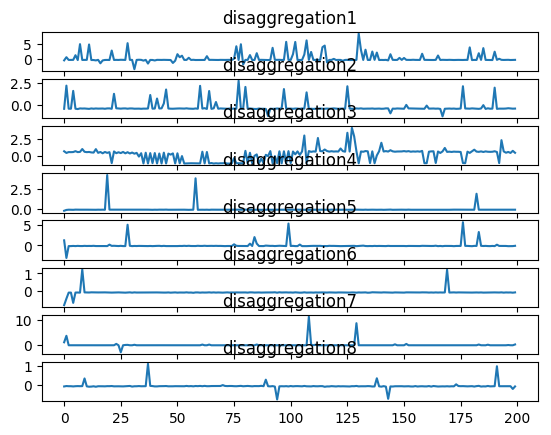 disaggregation1
5
0
disaggregation2
2.5
0.0
disaggregation3
2.5
0.0
disaggregation4
2.5
0.0
disaggregation5
5
0
disaggregation6
1
0
disaggregation7
10
0
disaggregation8
1
0
0 25 50 75 100 125 150 175 200